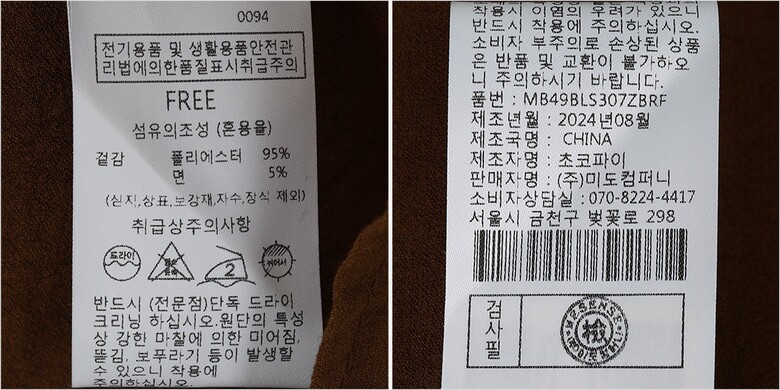 0094
전기용품 및 생활용품안전관
리법에의한품질표시취급주의
FREE
섬유의조성 (혼용율)
겉감 폴리에스터 95%
면 5%
(심지,상표,보강재,자수,장식 제외)
취급상주의사항
드라이
2
반드시 (전문점)단독 드라이
크리닝 하십시오.원단의 특성
상 강한 마찰에 의한 미어짐,
뜯김, 보푸라기 등이 발생할
수 있으니 착용에
주의하십시오
착용시 이염의 우려가 있으니
반드시 착용에 주의하십시오.
소비자 부주의로 손상된 상품
은 반품 및 교환이 불가하오
니 주의하시기 바랍니다.
품번 : MB49BLS307ZBRF
제조년월 : 2024년08월
제조국명 : CHINA
제조자명 : 초코파이
판매자명 : (주)미도컴퍼니
소비자상담실 : 070-8224-4417
서울시 금천구 벚꽃로 298
검사필
檢